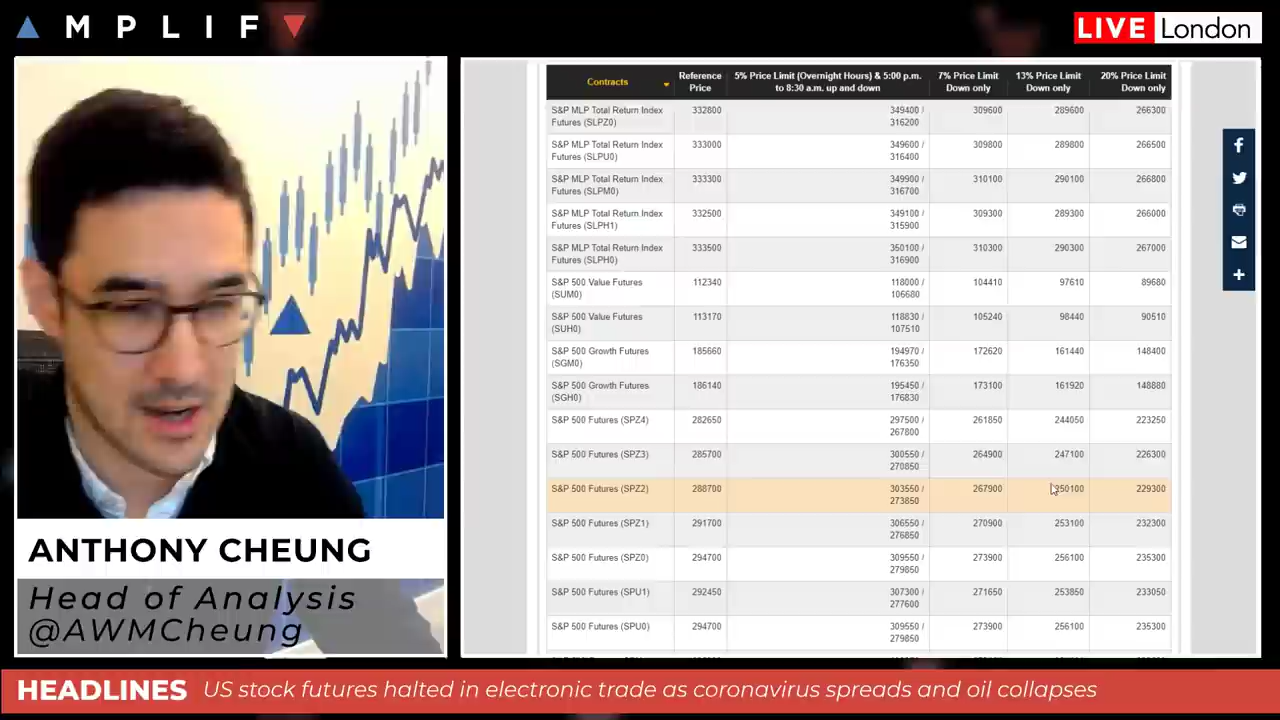 AMPLIFY
LIVE London
Contracts
Reference Price
5% Price Limit (Overnight Hours) & 5:00 p.m. to 8:30 a.m. up and down
7% Price Limit Down only
13% Price Limit Down only
20% Price Limit Down only
S&P MLP Total Return Index Futures (SLPZ0) 332800 349400 / 316200 309600 289600 266300
S&P MLP Total Return Index Futures (SLPU0) 333000 349600 / 316400 309800 289800 266500
S&P MLP Total Return Index Futures (SLPM0) 333300 349900 / 316700 310100 290100 266800
S&P MLP Total Return Index Futures (SLPH1) 332500 349100 / 315900 309300 289300 266000
S&P MLP Total Return Index Futures (SLPH0) 333500 350100 / 316900 310300 290300 267000
S&P 500 Value Futures (SUM0) 112340 118000 / 106680 104410 97610 89680
S&P 500 Value Futures (SUH0) 113170 118830 / 107510 105240 98440 90510
S&P 500 Growth Futures (SGM0) 185660 194970 / 176350 172620 161440 148400
S&P 500 Growth Futures (SGH0) 186140 195450 / 176830 173100 161920 148880
S&P 500 Futures (SPZ4) 282650 297500 / 267800 261850 244050 223250
S&P 500 Futures (SPZ3) 285700 300550 / 270850 264900 247100 226300
S&P 500 Futures (SPZ2) 288700 303550 / 273850 267900 250100 229300
S&P 500 Futures (SPZ1) 291700 306550 / 276850 270900 253100 232300
S&P 500 Futures (SPZ0) 294700 309550 / 279850 273900 256100 235300
S&P 500 Futures (SPU1) 292450 307300 / 277600 271650 253850 233050
S&P 500 Futures (SPU0) 294700 309550 / 279850 273900 256100 235300
ANTHONY CHEUNG
Head of Analysis
@AWMCheung
HEADLINES US stock futures halted in electronic trade as coronavirus spreads and oil collapses